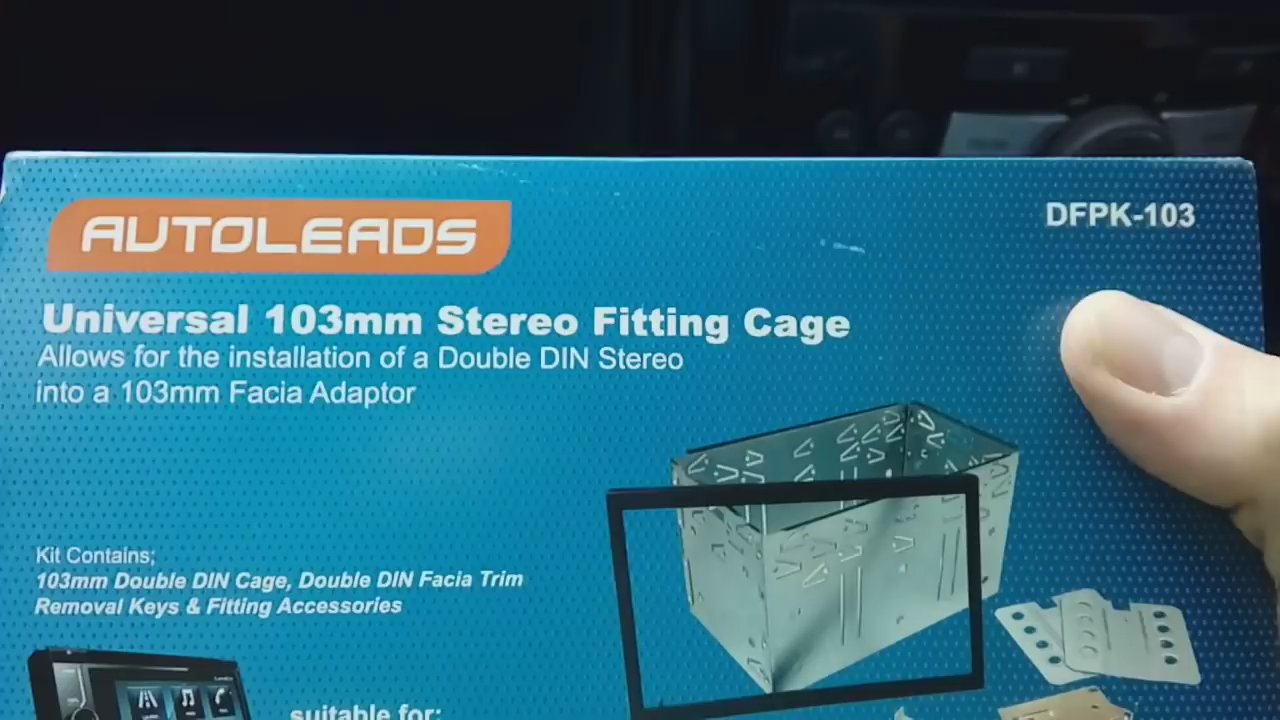 AUTOLEADS
DFPK-103
Universal 103mm Stereo Fitting Cage
Allows for the installation of a Double DIN Stereo
into a 103mm Facia Adaptor
Kit Contains;
103mm Double DIN Cage, Double DIN Facia Trim
Removal Keys & Fitting Accessories
suitable for: